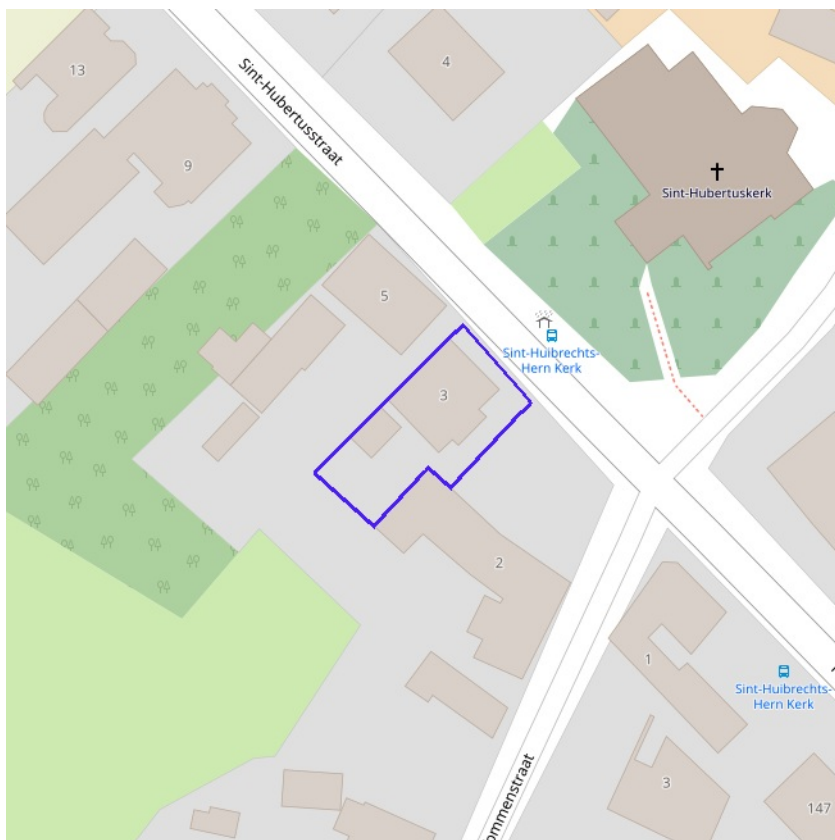 13
4
Sint-Hubertusstraat
9
Sint-Hubertuskerk
5
Sint-Huibrechts-
Hern Kerk
3
2
1
Sint-Huibrechts-
Hern Kerk
3
147
ommenstraat